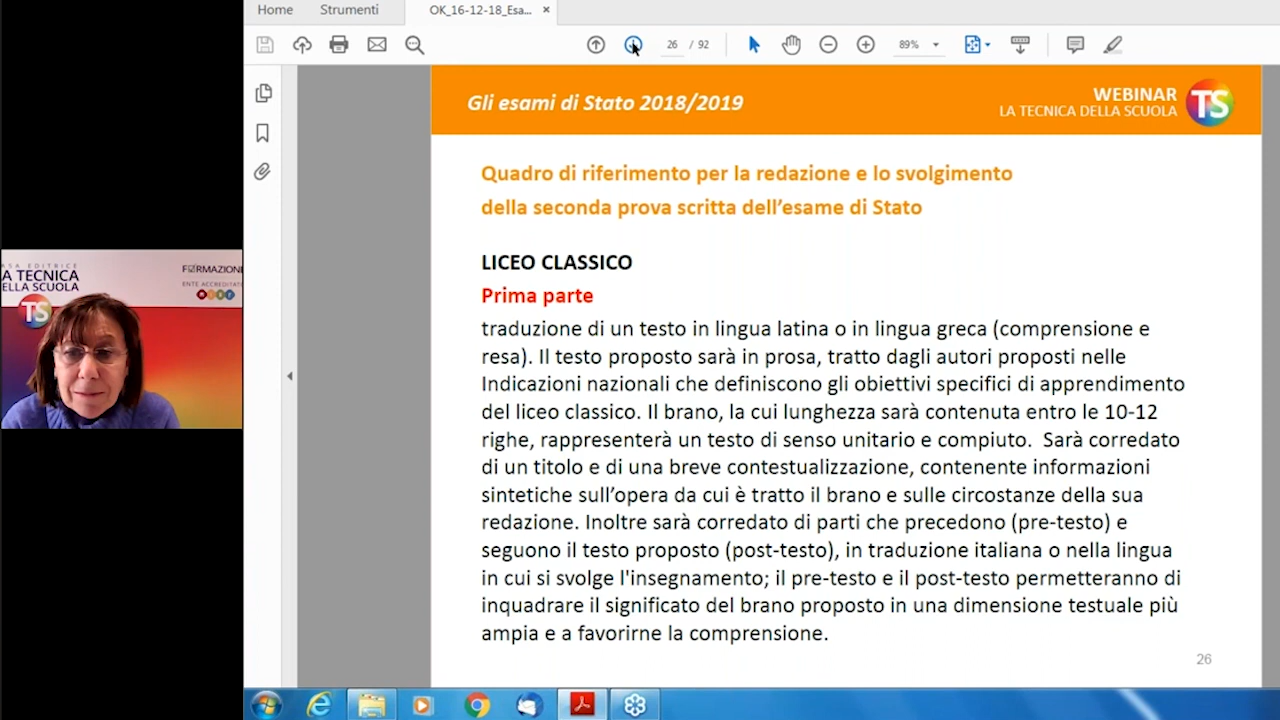 Home Strumenti OK_16-12-18_Esa... ×
26 / 92 89%
Gli esami di Stato 2018/2019
WEBINAR
LA TECNICA DELLA SCUOLA
TS
Quadro di riferimento per la redazione e lo svolgimento
della seconda prova scritta dell’esame di Stato
LICEO CLASSICO
Prima parte
traduzione di un testo in lingua latina o in lingua greca (comprensione e
resa). Il testo proposto sarà in prosa, tratto dagli autori proposti nelle
Indicazioni nazionali che definiscono gli obiettivi specifici di apprendimento
del liceo classico. Il brano, la cui lunghezza sarà contenuta entro le 10-12
righe, rappresenterà un testo di senso unitario e compiuto. Sarà corredato
di un titolo e di una breve contestualizzazione, contenente informazioni
sintetiche sull’opera da cui è tratto il brano e sulle circostanze della sua
redazione. Inoltre sarà corredato di parti che precedono (pre-testo) e
seguono il testo proposto (post-testo), in traduzione italiana o nella lingua
in cui si svolge l'insegnamento; il pre-testo e il post-testo permetteranno di
inquadrare il significato del brano proposto in una dimensione testuale più
ampia e a favorirne la comprensione.
26
ASA EDITRICE
A TECNICA
ELLA SCUOLA
TS
FORMAZIONE
ENTE ACCREDITAT